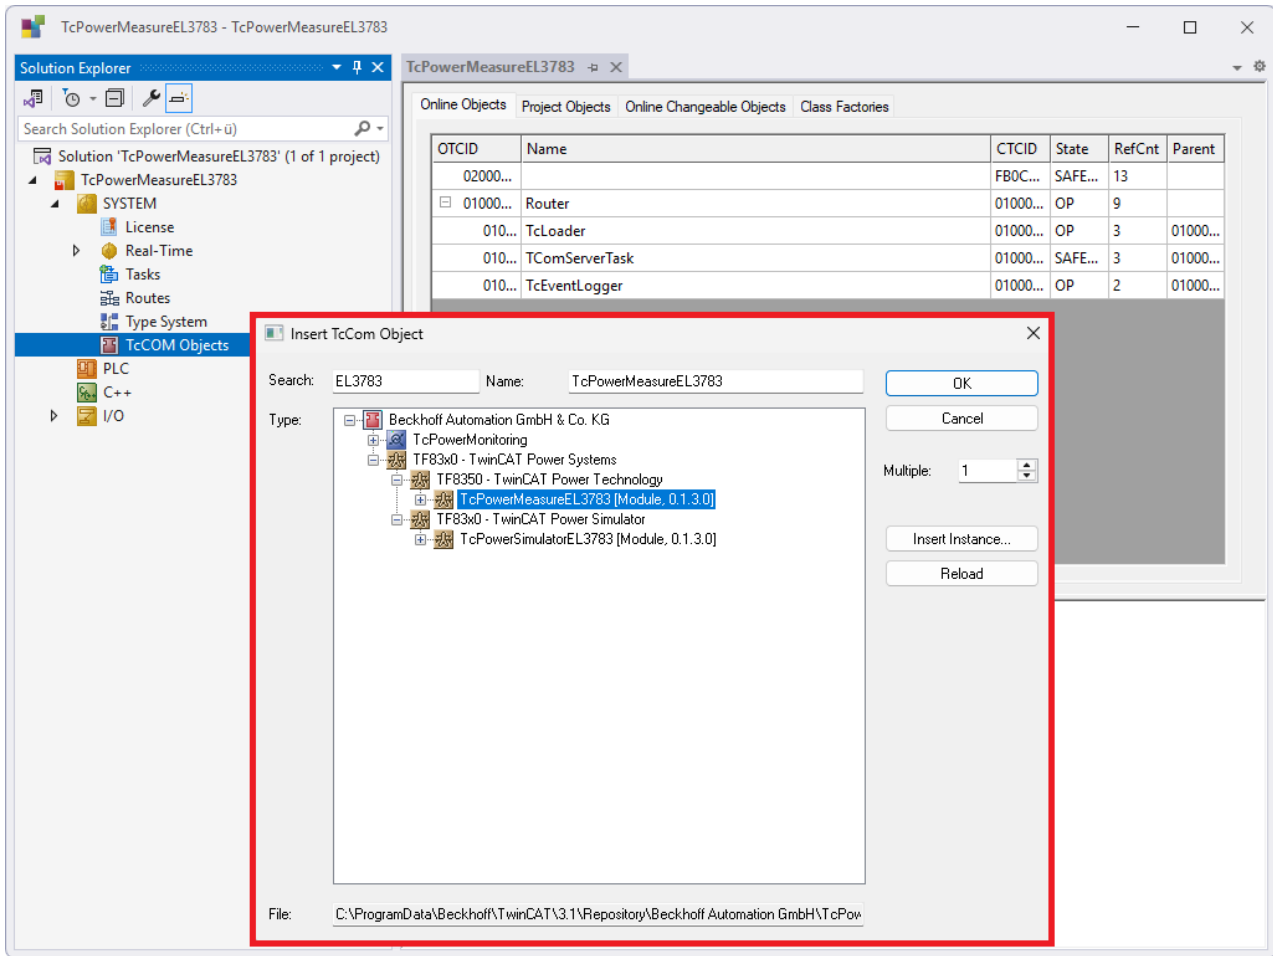 TcPowerMeasureEL3783 - TcPowerMeasureEL3783
Solution Explorer
Search Solution Explorer (Ctrl+ü)
Solution 'TcPowerMeasureEL3783' (1 of 1 project)
TcPowerMeasureEL3783
SYSTEM
License
Real-Time
Tasks
Routes
Type System
TcCOM Objects
PLC
C++
I/O
TcPowerMeasureEL3783
Online Objects Project Objects Online Changeable Objects Class Factories
OTCID Name CTCID State RefCnt Parent
02000... FB0C... SAFE... 13
01000... Router 01000... OP 9
010... TcLoader 01000... OP 3 01000...
010... TComServerTask 01000... SAFE... 3 01000...
010... TcEventLogger 01000... OP 2 01000...
Insert TcCom Object
Search: EL3783 Name: TcPowerMeasureEL3783 OK
Type:
Beckhoff Automation GmbH & Co. KG
TcPowerMonitoring
TF83x0 - TwinCAT Power Systems
TF8350 - TwinCAT Power Technology
TcPowerMeasureEL3783 [Module, 0.1.3.0]
TF83x0 - TwinCAT Power Simulator
TcPowerSimulatorEL3783 [Module, 0.1.3.0]
Cancel
Multiple: 1
Insert Instance...
Reload
File: C:\ProgramData\Beckhoff\TwinCAT\3.1\Repository\Beckhoff Automation GmbH\TcPow